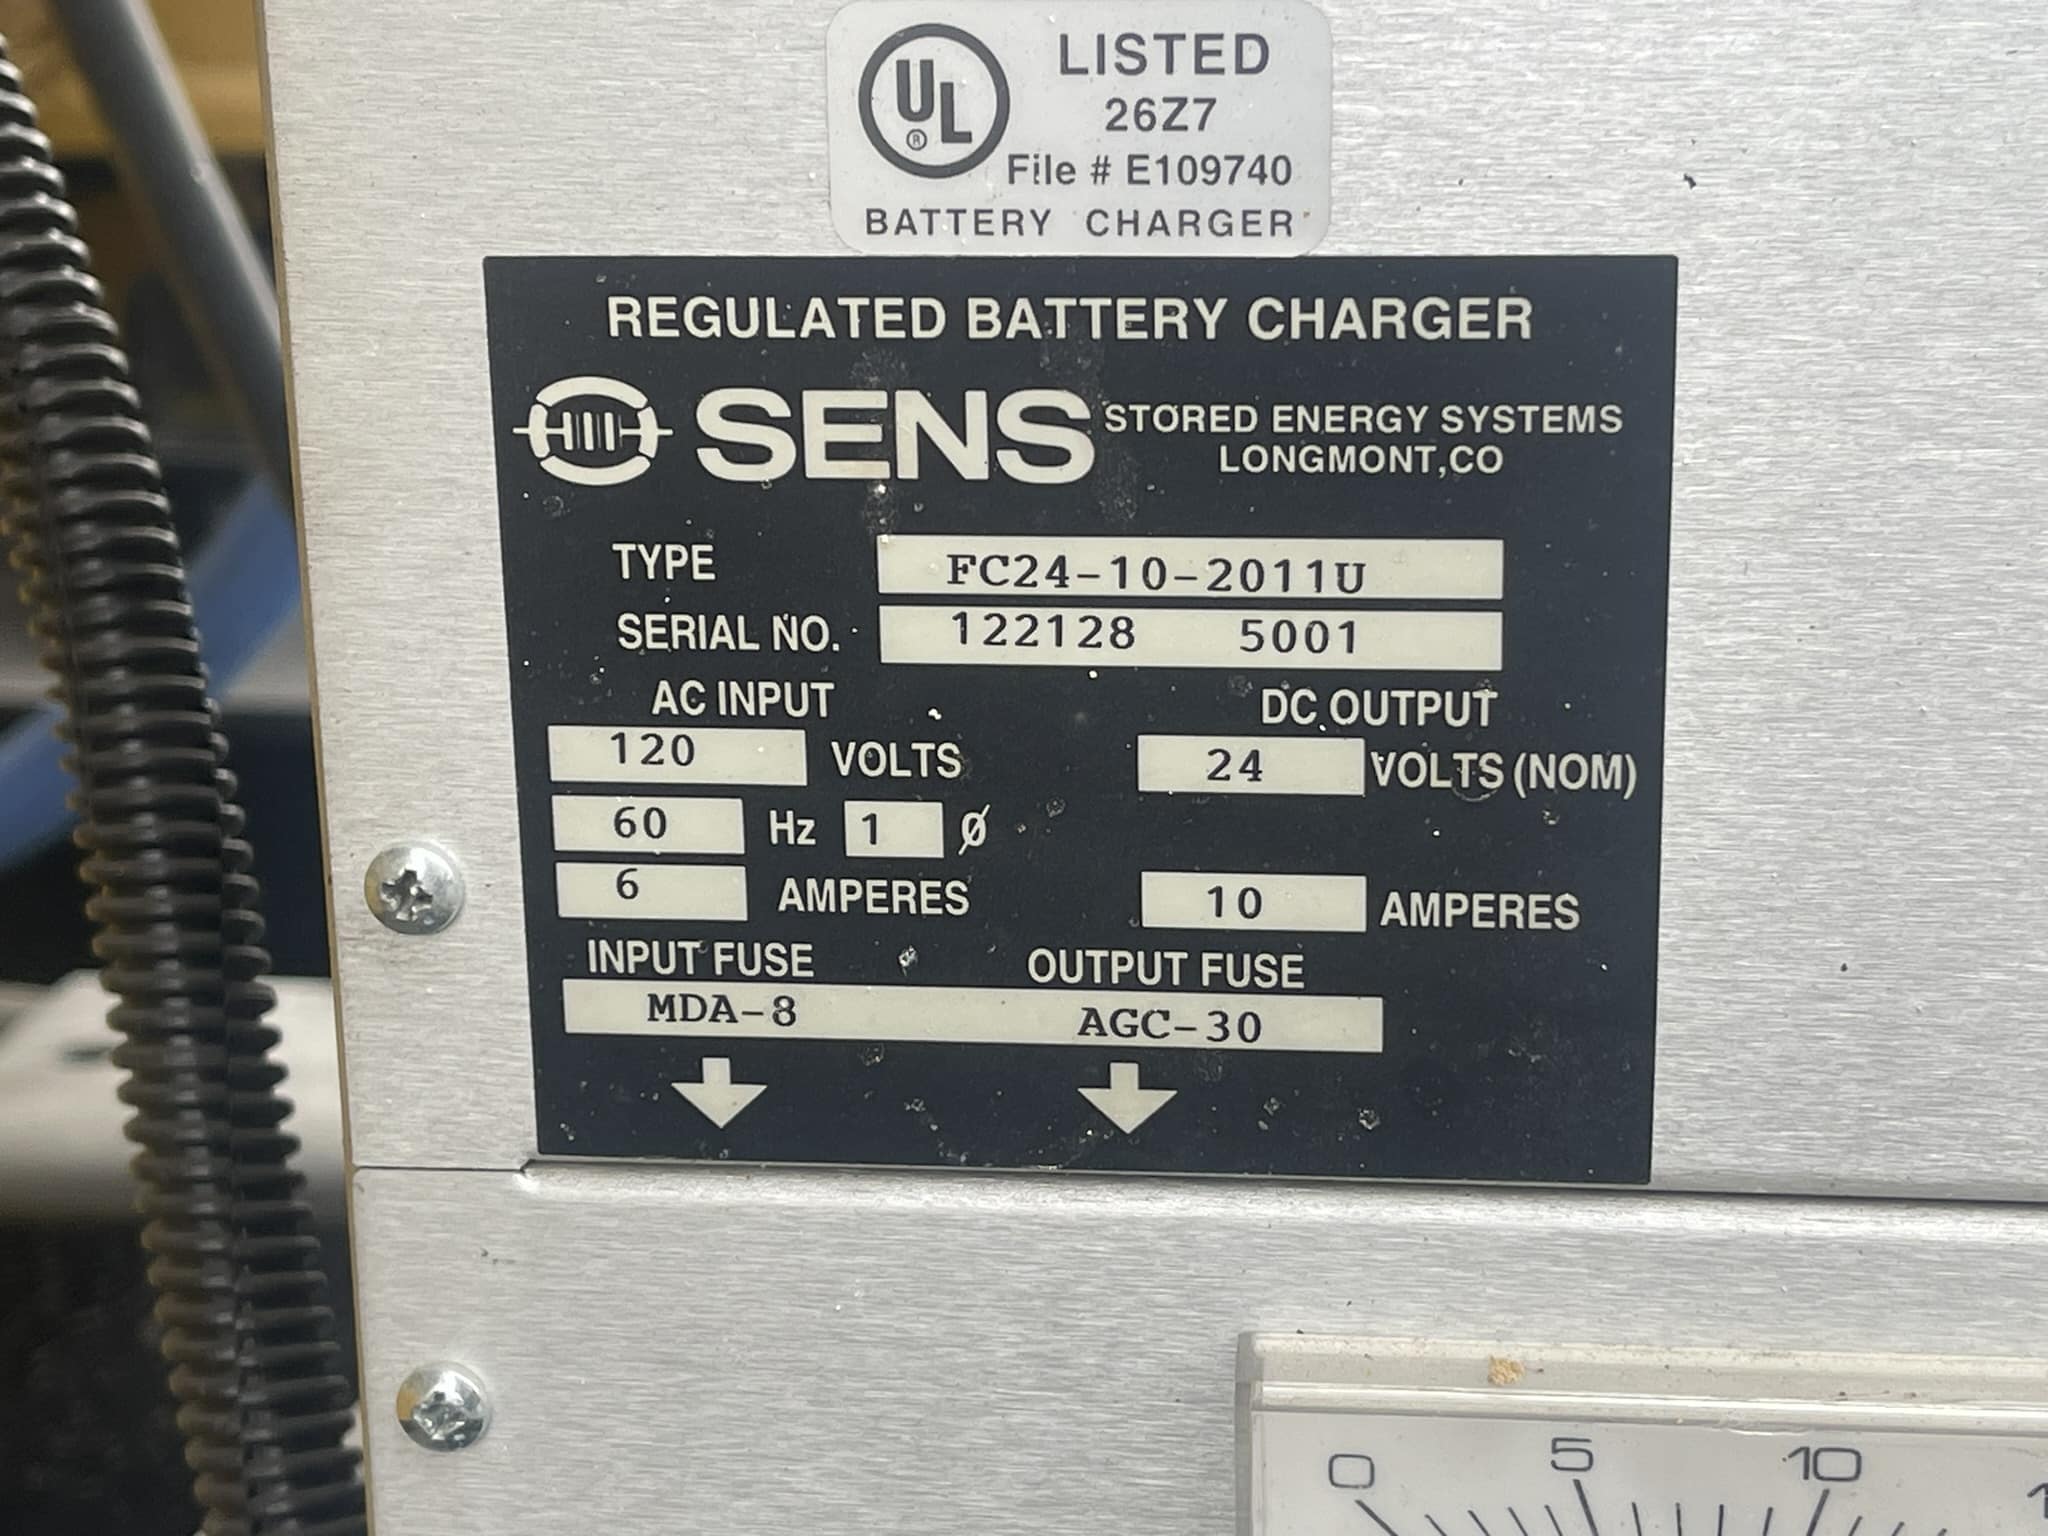 UL® LISTED
26Z7
File # E109740
BATTERY CHARGER
REGULATED BATTERY CHARGER
SENS STORED ENERGY SYSTEMS
LONGMONT,CO
TYPE FC24-10-2011U
SERIAL NO. 122128 5001
AC INPUT DC OUTPUT
120 VOLTS 24 VOLTS (NOM)
60 Hz 1 Ø
6 AMPERES 10 AMPERES
INPUT FUSE OUTPUT FUSE
MDA-8 AGC-30
0 5 10